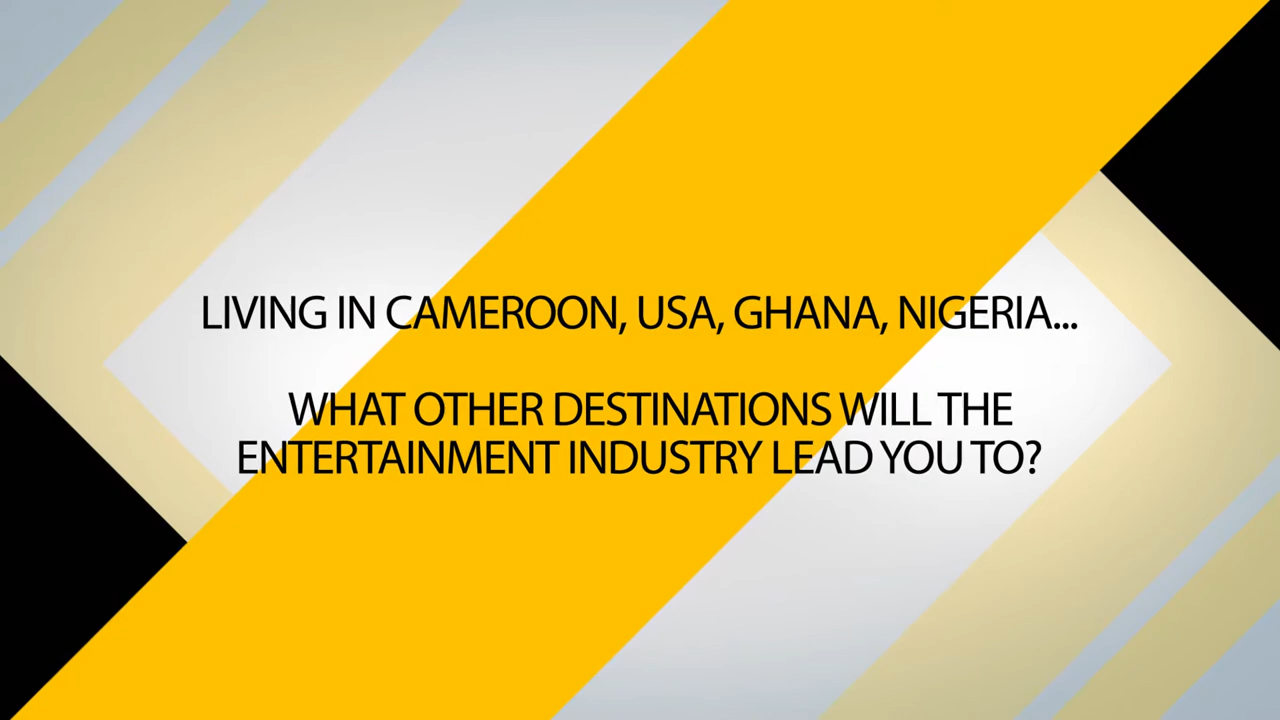 LIVING IN CAMEROON, USA, GHANA, NIGERIA...
WHAT OTHER DESTINATIONS WILL THE
ENTERTAINMENT INDUSTRY LEAD YOU TO?